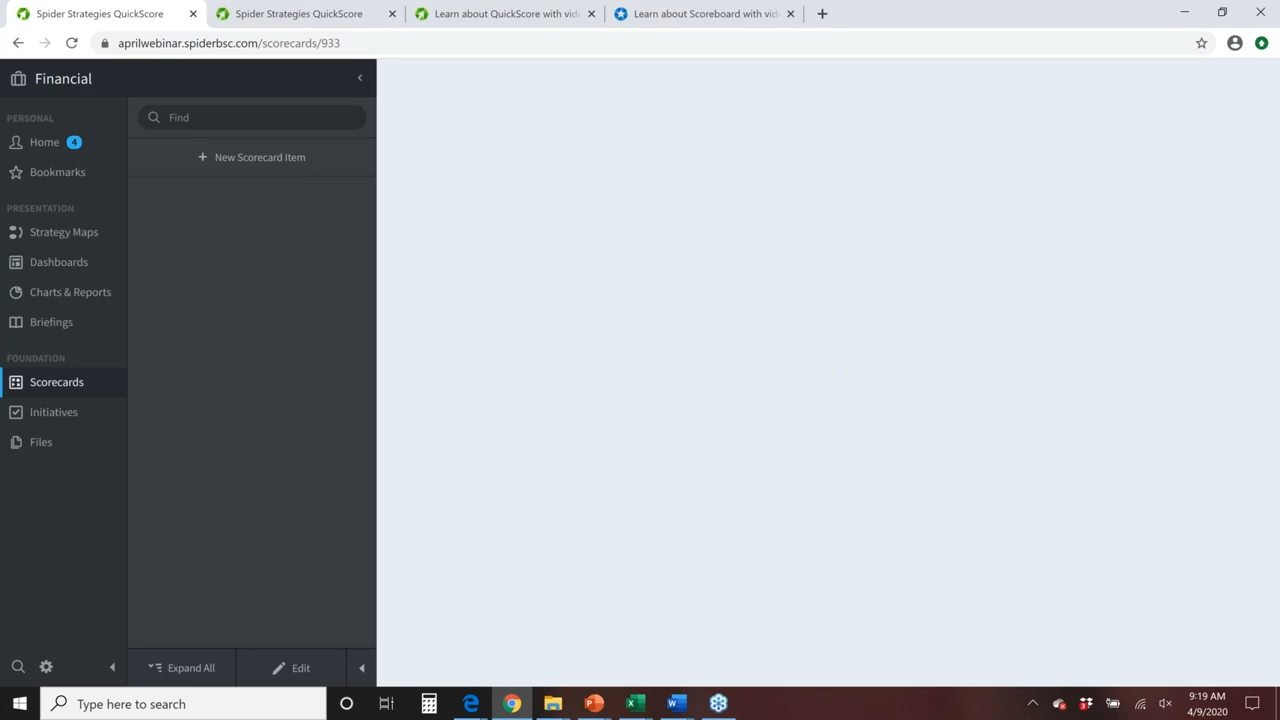 Spider Strategies QuickScore
Spider Strategies QuickScore
Learn about QuickScore with vide
Learn about Scoreboard with vide
aprilwebinar.spiderbsc.com/scorecards/933
Financial
PERSONAL
Home 4
Bookmarks
PRESENTATION
Strategy Maps
Dashboards
Charts & Reports
Briefings
FOUNDATION
Scorecards
Initiatives
Files
Find
New Scorecard Item
Expand All
Edit
Type here to search
9:19 AM
4/9/2020